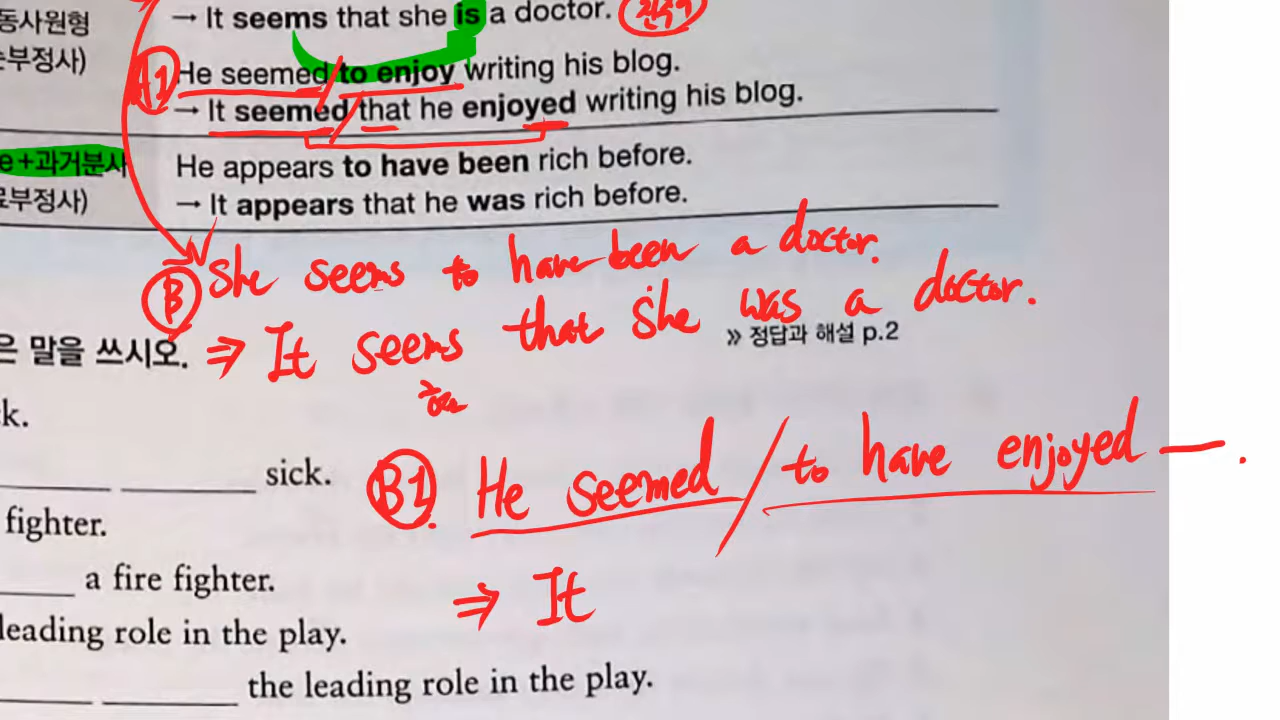 동사원형
→ It seems that she is a doctor.
부정사)
A1 He seemed to enjoy writing his blog.
→ It seemed that he enjoyed writing his blog.
e+과거분사 He appears to have been rich before.
료부정사) → It appears that he was rich before.
B She seems to have been a doctor.
⇒ It seems that she was a doctor.
은 말을 쓰시오.
» 정답과 해설 p.2
k.
sick.
B1. He seemed / to have enjoyed — .
fighter.
a fire fighter.
⇒ It
leading role in the play.
the leading role in the play.